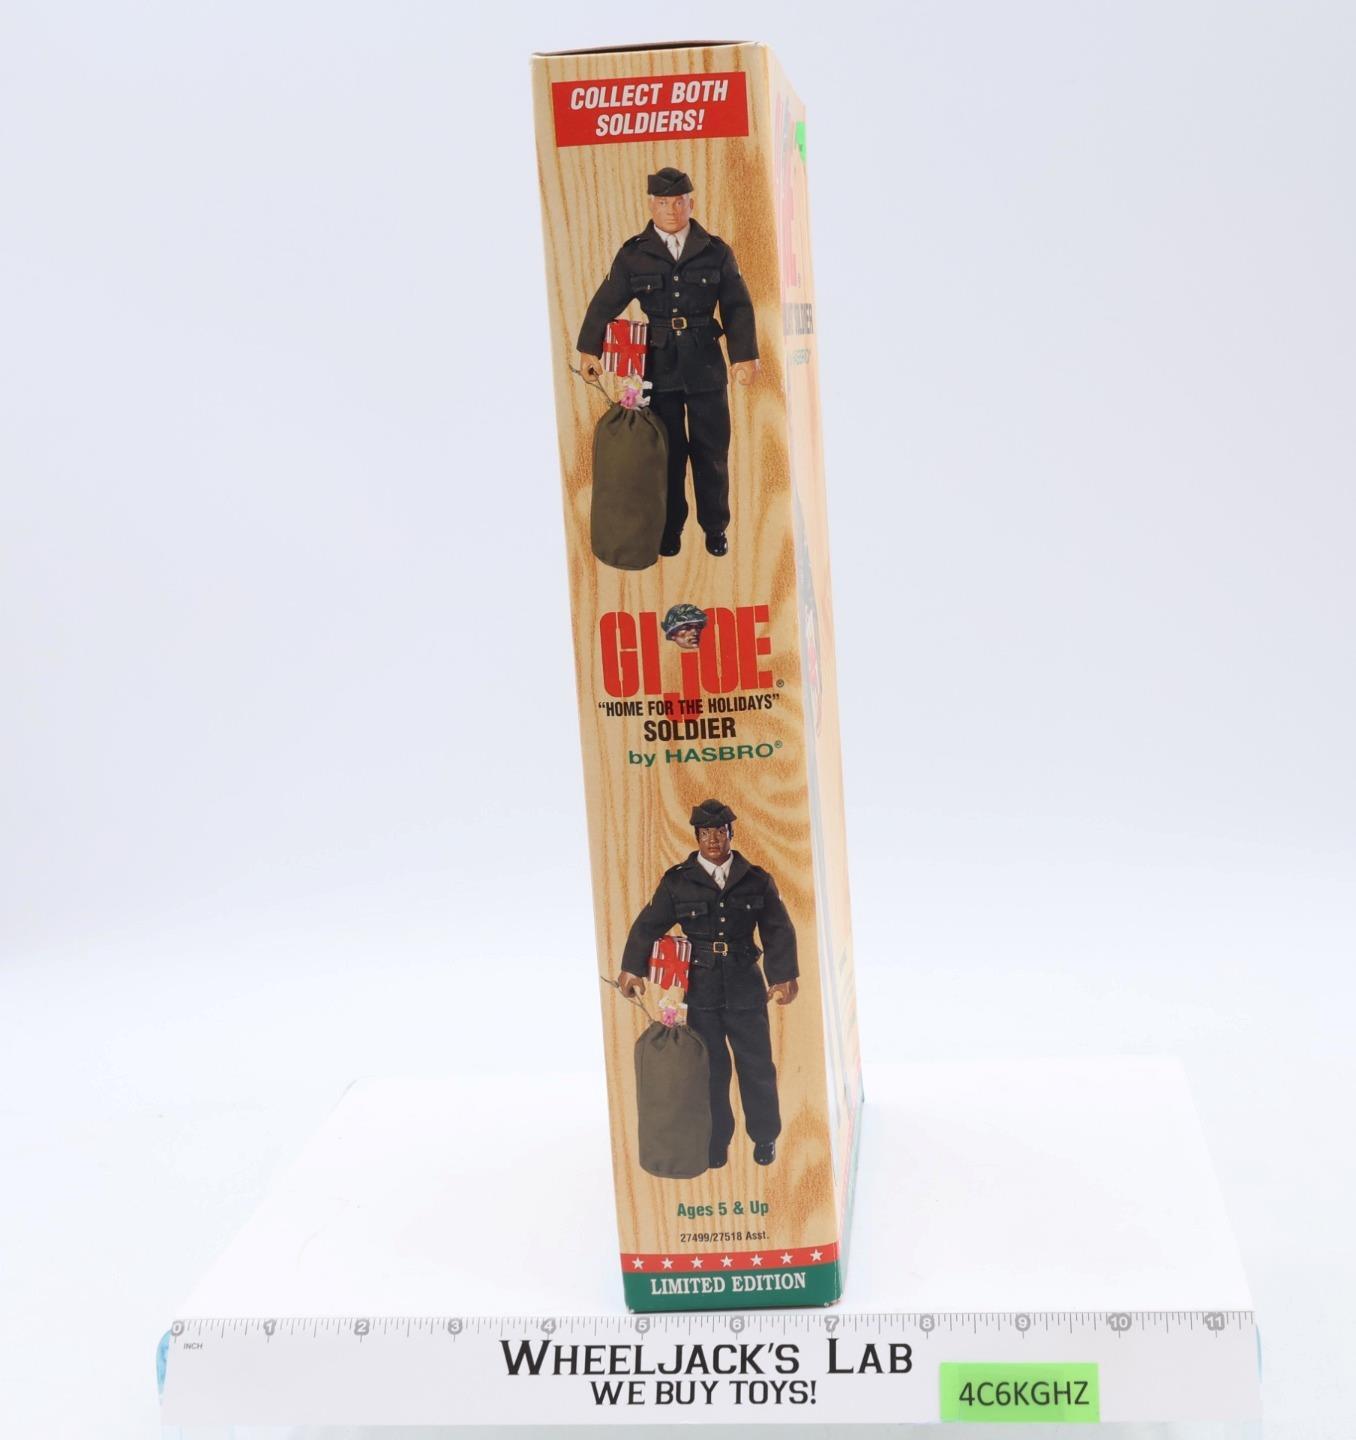 COLLECT BOTH
SOLDIERS!
GI JOE®
"HOME FOR THE HOLIDAYS"
SOLDIER
by HASBRO®
Ages 5 & Up
27499/27518 Asst.
LIMITED EDITION
0 1 2 3 4 5 6 7 8 9 10 11
INCH
WHEELJACK'S LAB
WE BUY TOYS!
4C6KGHZ